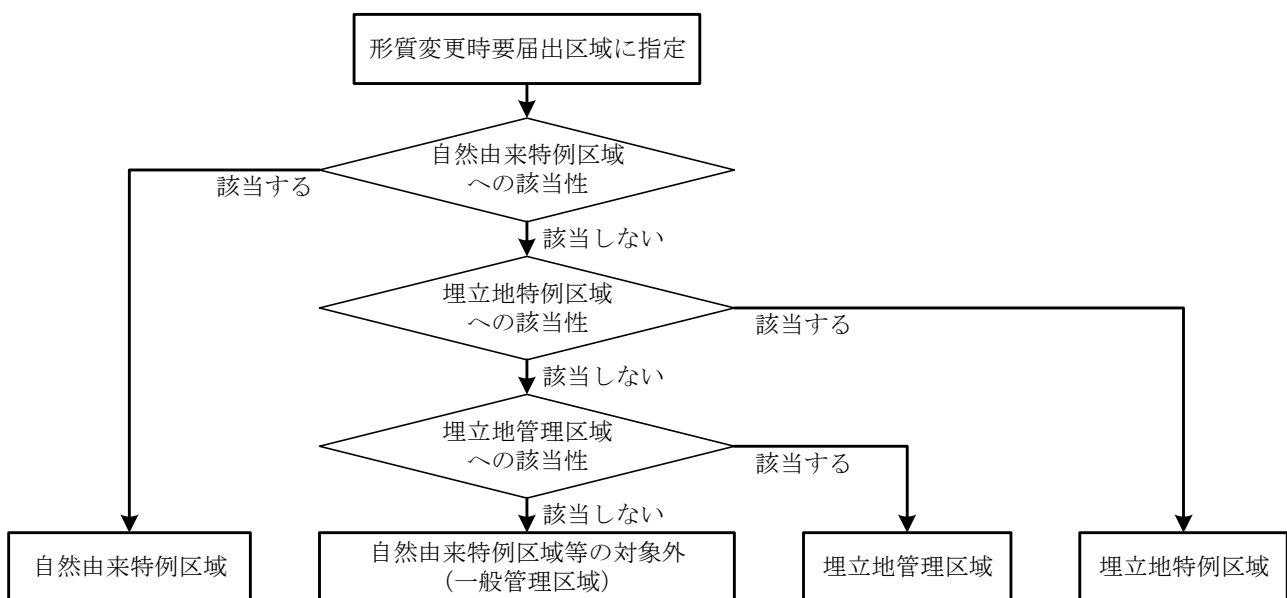 形質変更時要届出区域に指定
自然由来特例区域
への該当性
該当する
該当しない
埋立地特例区域
への該当性
該当する
該当しない
埋立地管理区域
への該当性
該当する
該当しない
自然由来特例区域
自然由来特例区域等の対象外
（一般管理区域）
埋立地管理区域
埋立地特例区域